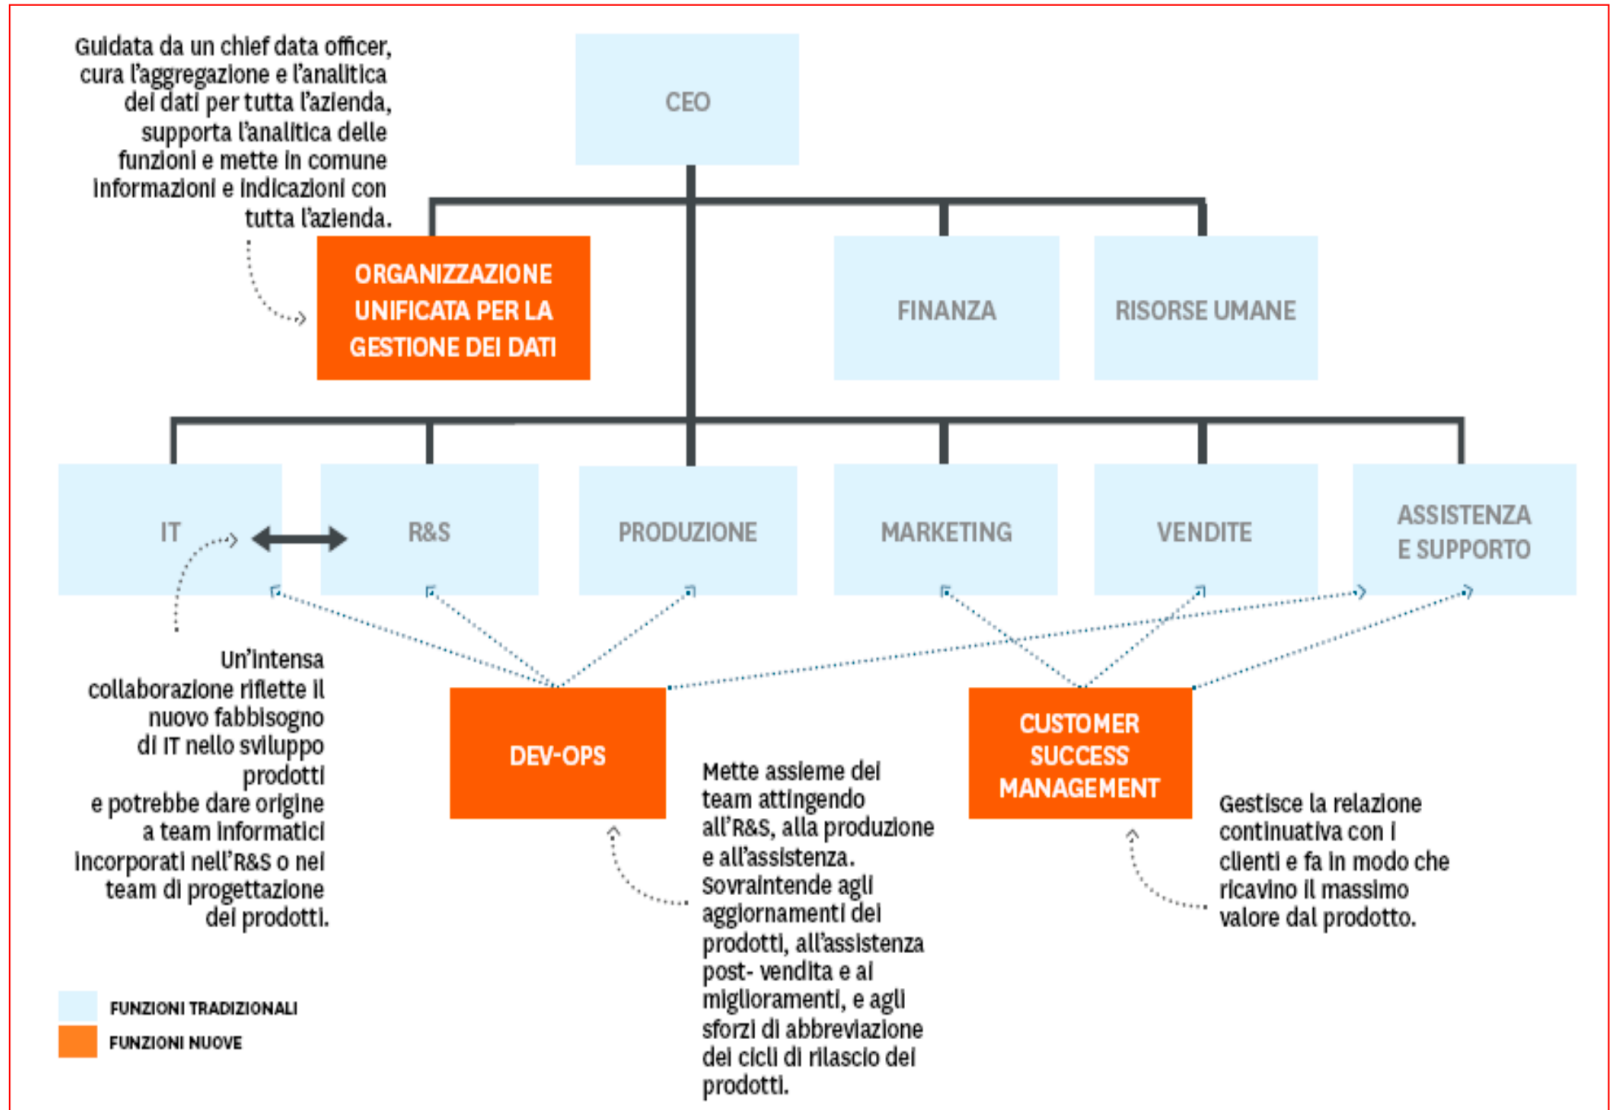 Guidata da un chief data officer,
cura l'aggregazione e l'analitica
dei dati per tutta l'azienda,
supporta l'analitica delle
funzioni e mette in comune
informazioni e indicazioni con
tutta l'azienda.
CEO
ORGANIZZAZIONE
UNIFICATA PER LA
GESTIONE DEI DATI
FINANZA
RISORSE UMANE
IT
R&S
PRODUZIONE
MARKETING
VENDITE
ASSISTENZA
E SUPPORTO
Un'intensa
collaborazione riflette il
nuovo fabbisogno
di IT nello sviluppo
prodotti
e potrebbe dare origine
a team informatici
incorporati nell'R&S o nei
team di progettazione
dei prodotti.
DEV-OPS
Mette assieme dei
team attingendo
all'R&S, alla produzione
e all'assistenza.
Sovraintende agli
aggiornamenti dei
prodotti, all'assistenza
post- vendita e ai
miglioramenti, e agli
sforzi di abbreviazione
dei cicli di rilascio dei
prodotti.
CUSTOMER
SUCCESS
MANAGEMENT
Gestisce la relazione
continuativa con i
clienti e fa in modo che
ricavino il massimo
valore dal prodotto.
FUNZIONI TRADIZIONALI
FUNZIONI NUOVE